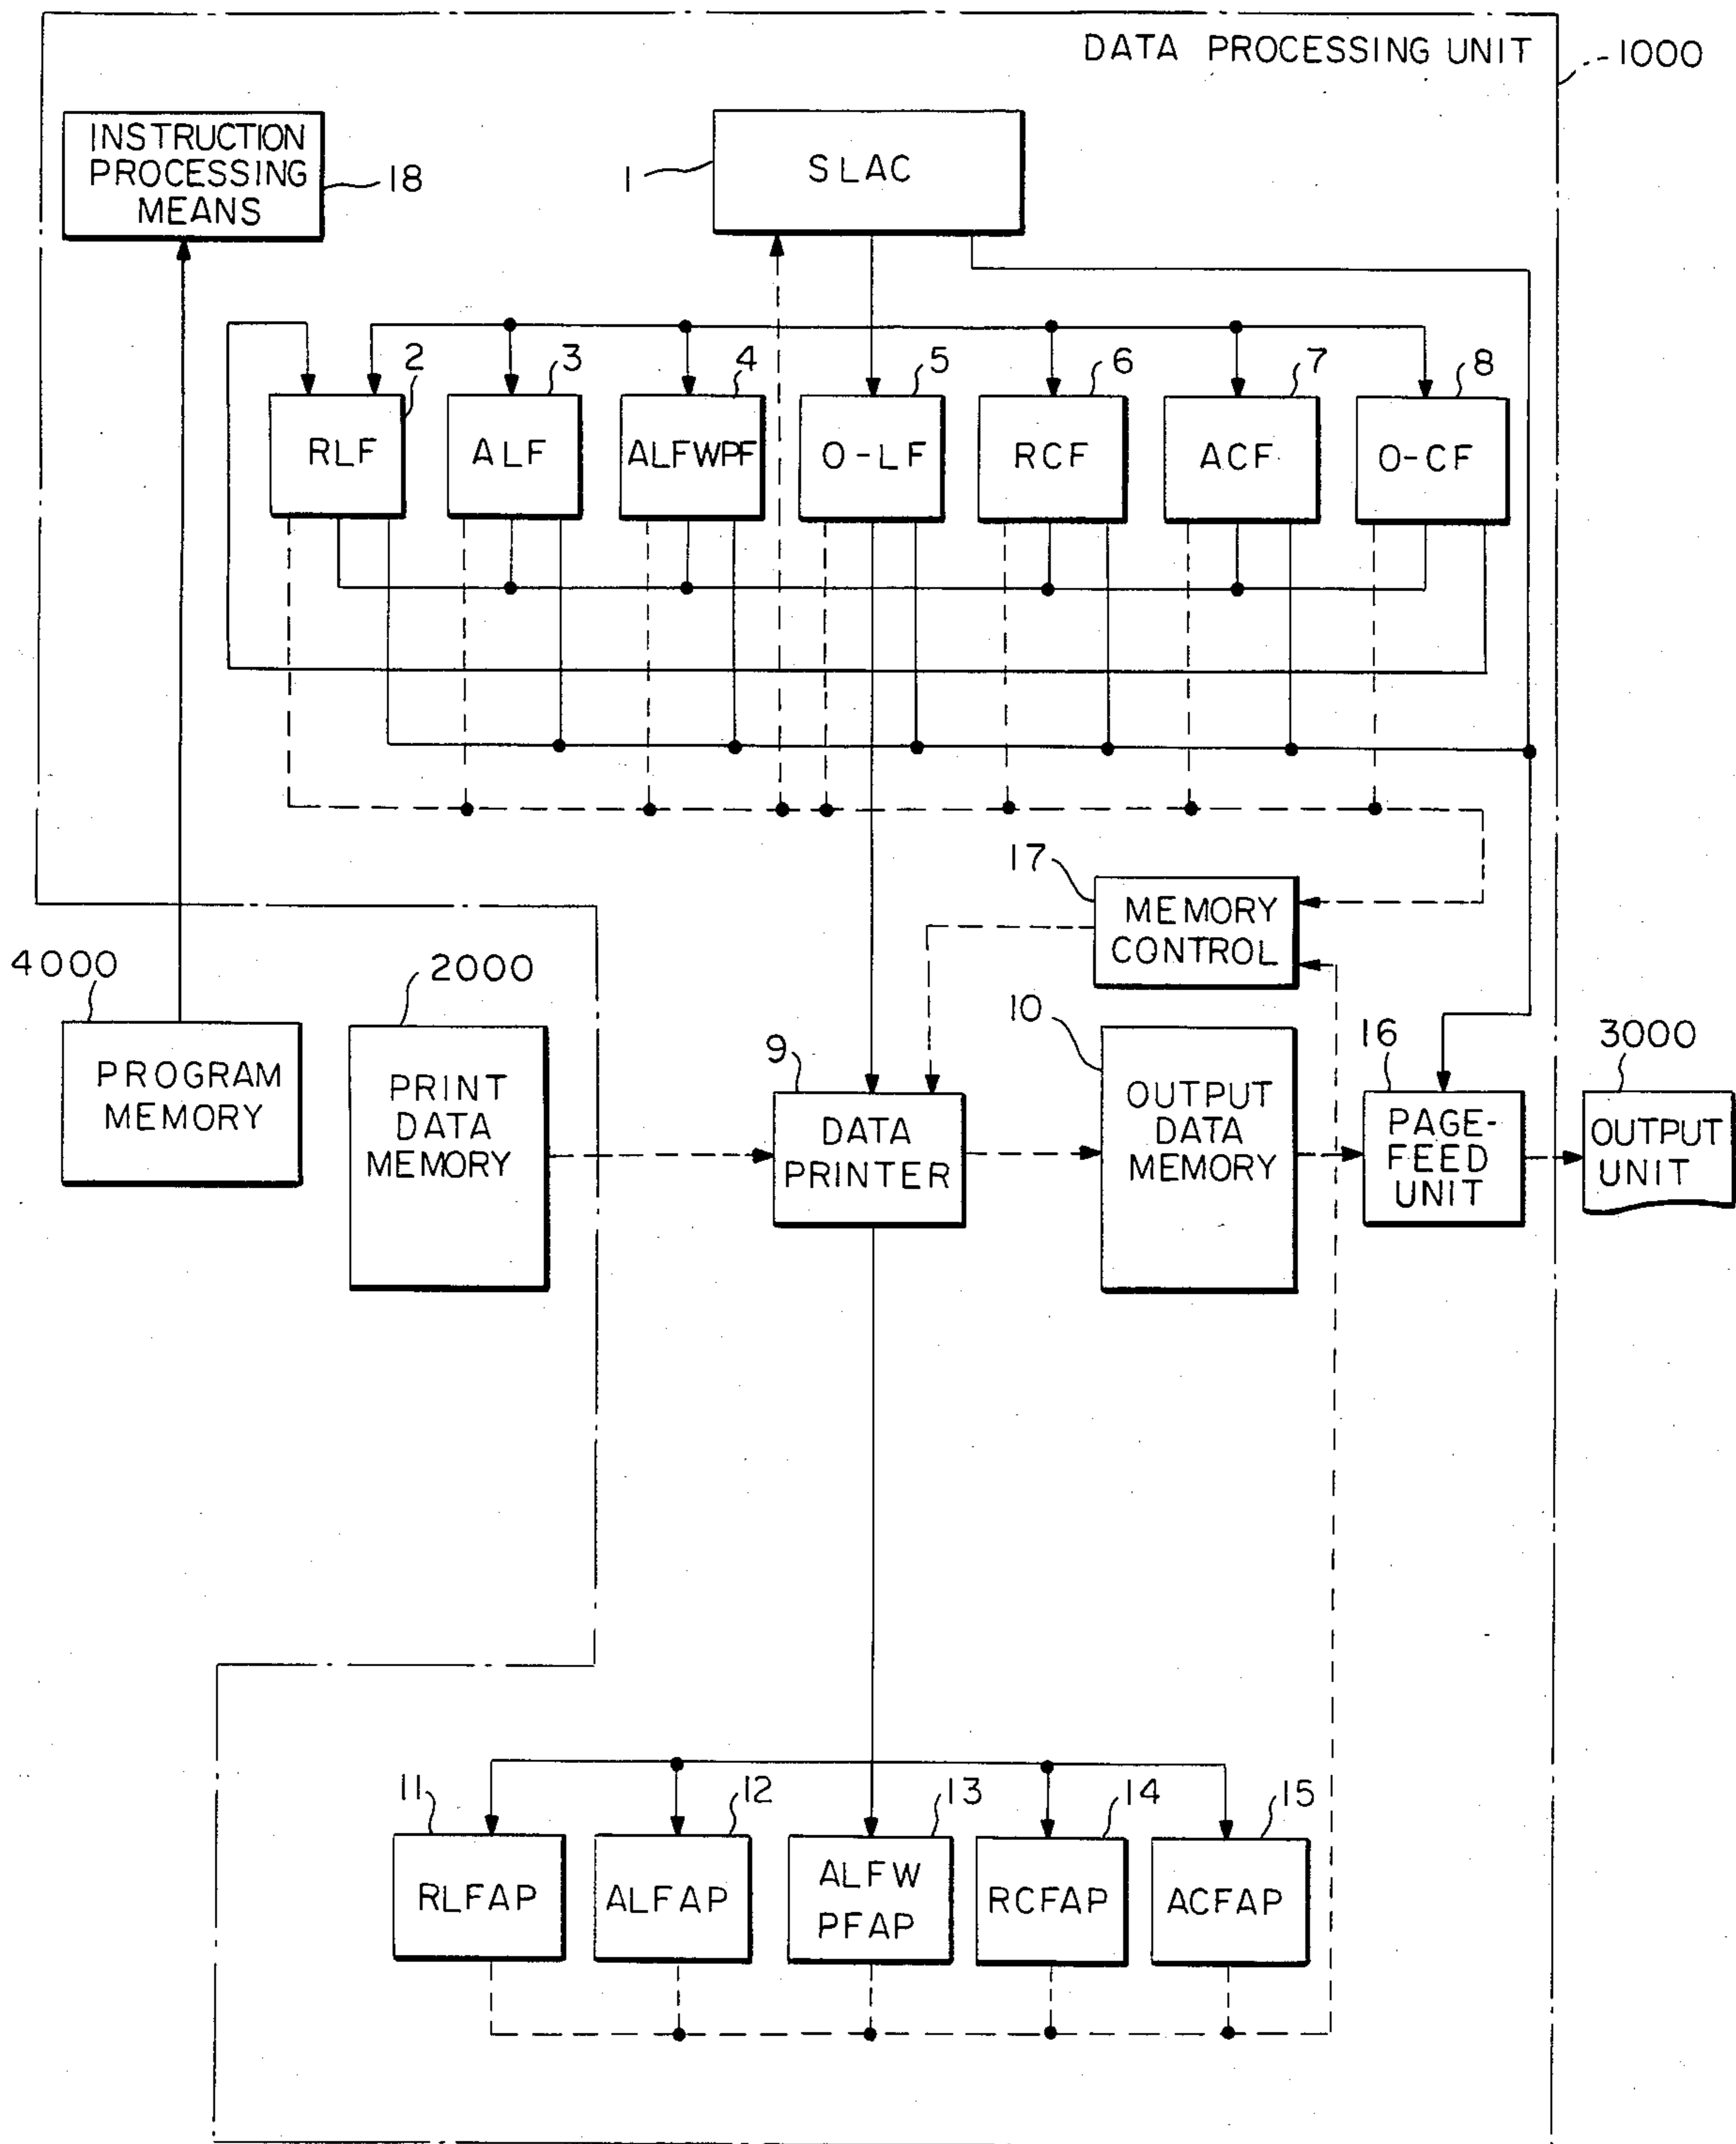 DATA PROCESSING UNIT
1000
INSTRUCTION
PROCESSING
MEANS
18
1
SLAC
2
3
4
5
6
7
8
RLF
ALF
ALFWPF
O-LF
RCF
ACF
O-CF
17
MEMORY
CONTROL
4000
PROGRAM
MEMORY
2000
PRINT
DATA
MEMORY
9
DATA
PRINTER
10
OUTPUT
DATA
MEMORY
16
PAGE-
FEED
UNIT
3000
OUTPUT
UNIT
11
12
13
14
15
RLFAP
ALFAP
ALFW
PFAP
RCFAP
ACFAP